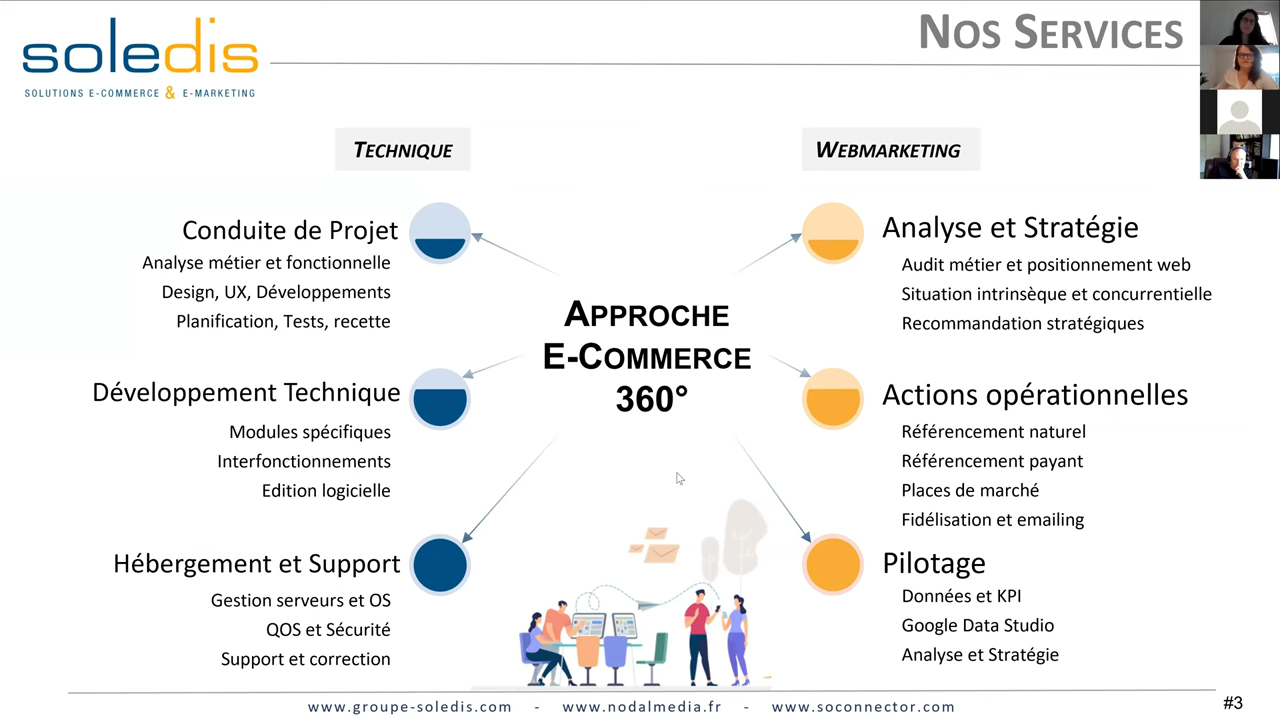 soledis
SOLUTIONS E-COMMERCE & E-MARKETING
NOS SERVICES
TECHNIQUE
WEBMARKETING
Conduite de Projet
Analyse métier et fonctionnelle
Design, UX, Développements
Planification, Tests, recette
Développement Technique
Modules spécifiques
Interfonctionnements
Edition logicielle
Hébergement et Support
Gestion serveurs et OS
QOS et Sécurité
Support et correction
APPROCHE
E-COMMERCE
360°
Analyse et Stratégie
Audit métier et positionnement web
Situation intrinsèque et concurrentielle
Recommandation stratégiques
Actions opérationnelles
Référencement naturel
Référencement payant
Places de marché
Fidélisation et emailing
Pilotage
Données et KPI
Google Data Studio
Analyse et Stratégie
www.groupe-soledis.com - www.nodalmedia.fr - www.soconnector.com
#3